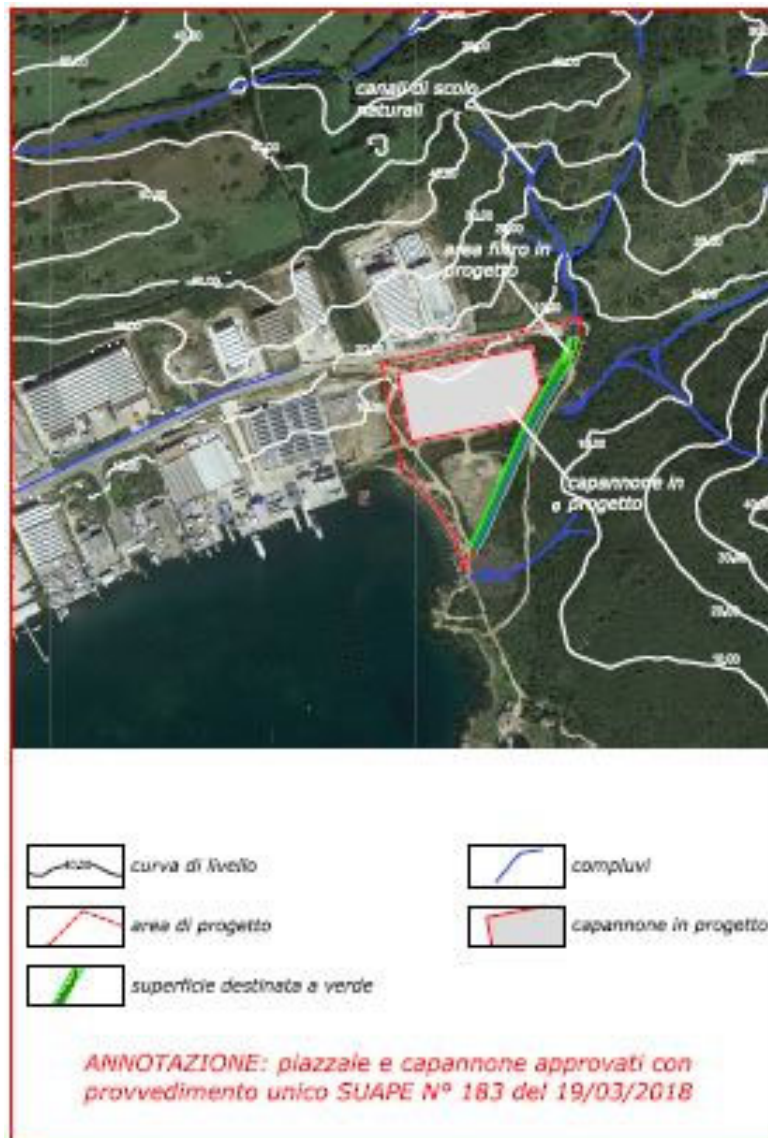 canali di scolo
naturali
area filtro in
progetto
capannone in
e progetto
curva di livello
compluvi
area di progetto
capannone in progetto
superficie destinata a verde
ANNOTAZIONE: piazzale e capannone approvati con
provvedimento unico SUAPE N° 183 del 19/03/2018